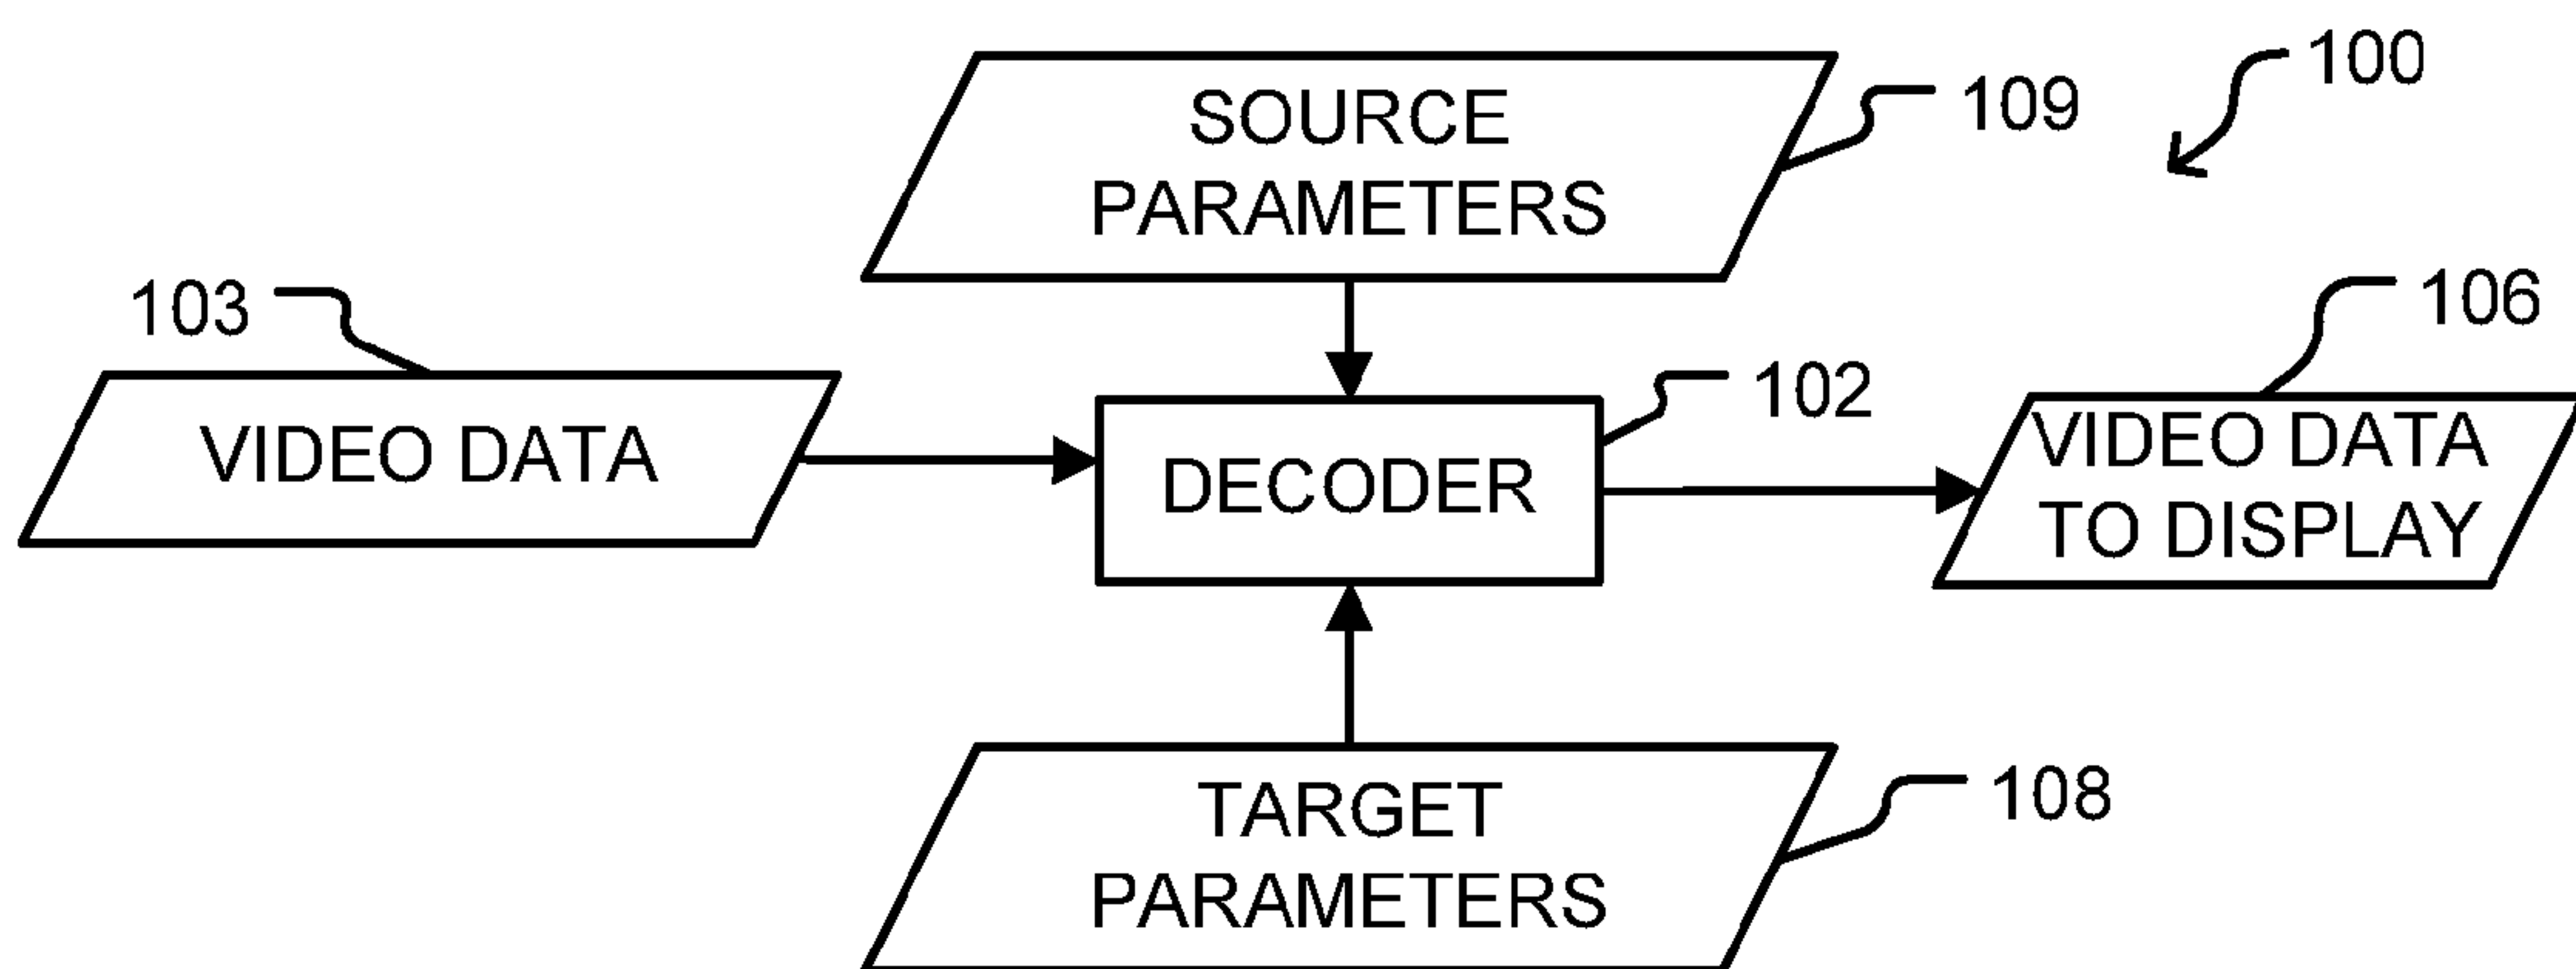 100
SOURCE
PARAMETERS
109
103
106
VIDEO DATA
102
DECODER
VIDEO DATA
TO DISPLAY
TARGET
PARAMETERS
108